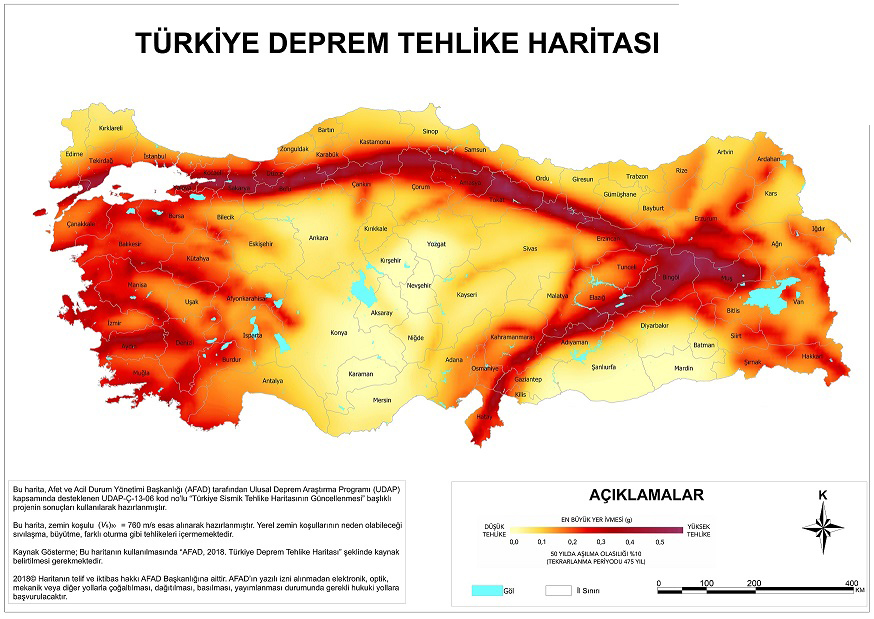 TÜRKİYE DEPREM TEHLİKE HARİTASI
Kırklareli
Edirne
Tekirdağ
İstanbul
Bartın
Zonguldak
Karabük
Kastamonu
Sinop
Samsun
Ordu
Giresun
Trabzon
Rize
Artvin
Ardahan
Kars
Iğdır
Ağrı
Gümüşhane
Bayburt
Erzurum
Erzincan
Çankırı
Çorum
Çanakkale
Bursa
Bilecik
Balıkesir
Kütahya
Eskişehir
Ankara
Kırıkkale
Yozgat
Sivas
Kırşehir
Nevşehir
Kayseri
Malatya
Elazığ
Tunceli
Bingöl
Muş
Bitlis
Van
Manisa
Uşak
Afyonkarahisar
İzmir
Aydın
Denizli
Isparta
Burdur
Muğla
Antalya
Konya
Aksaray
Niğde
Karaman
Mersin
Adana
Osmaniye
Kahramanmaraş
Gaziantep
Kilis
Hatay
Adıyaman
Şanlıurfa
Diyarbakır
Batman
Mardin
Siirt
Şırnak
Hakkari
Bu harita, Afet ve Acil Durum Yönetimi Başkanlığı (AFAD) tarafından Ulusal Deprem Araştırma Programı (UDAP)
kapsamında desteklenen UDAP-Ç-13-06 kod no'lu "Türkiye Sismik Tehlike Haritasının Güncellenmesi" başlıklı
projenin sonuçları kullanılarak hazırlanmıştır.
Bu harita, zemin koşulu (Vs)30 = 760 m/s esas alınarak hazırlanmıştır. Yerel zemin koşullarının neden olabileceği
sıvılaşma, büyütme, farklı oturma gibi tehlikeleri içermemektedir.
Kaynak Gösterme; Bu haritanın kullanılmasında "AFAD, 2018. Türkiye Deprem Tehlike Haritası" şeklinde kaynak
belirtilmesi gerekmektedir.
2018© Haritanın telif ve iktibas hakkı AFAD Başkanlığına aittir. AFAD'ın yazılı izni alınmadan elektronik, optik,
mekanik veya diğer yollarla çoğaltılması, dağıtılması, basılması, yayımlanması durumunda gerekli hukuki yollara
başvurulacaktır.
AÇIKLAMALAR
EN BÜYÜK YER İVMESİ (g)
DÜŞÜK
TEHLİKE
YÜKSEK
TEHLİKE
0,0 0,1 0,2 0,3 0,4 0,5
50 YILDA AŞILMA OLASILIĞI %10
(TEKRARLANMA PERİYODU 475 YIL)
Göl
İl Sınırı
K
0 100 200 400
KM